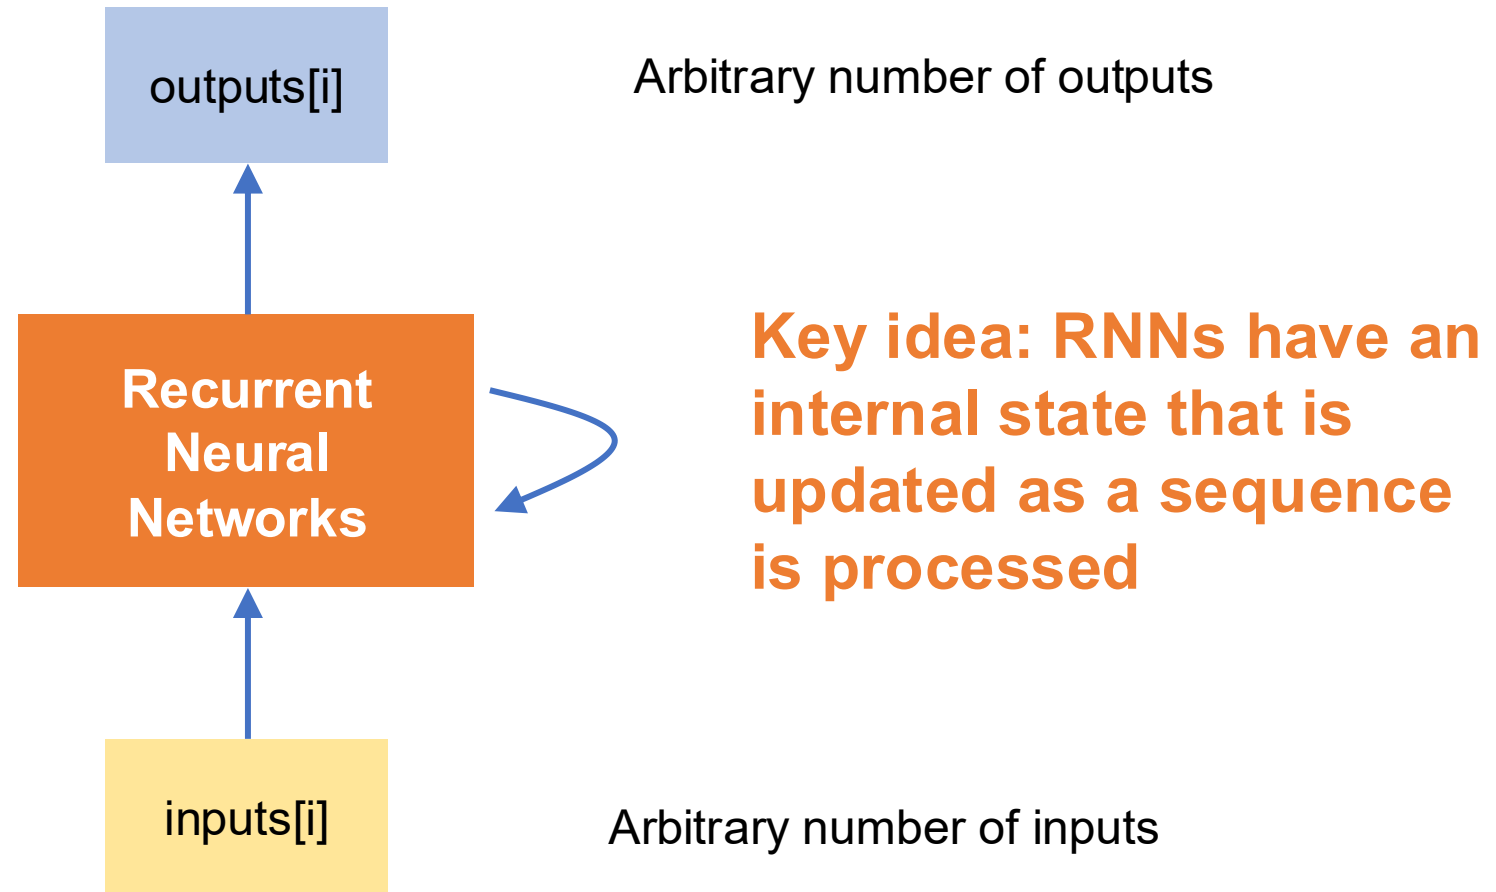 outputs[i]
Arbitrary number of outputs
Recurrent
Neural
Networks
Key idea: RNNs have an
internal state that is
updated as a sequence
is processed
inputs[i]
Arbitrary number of inputs